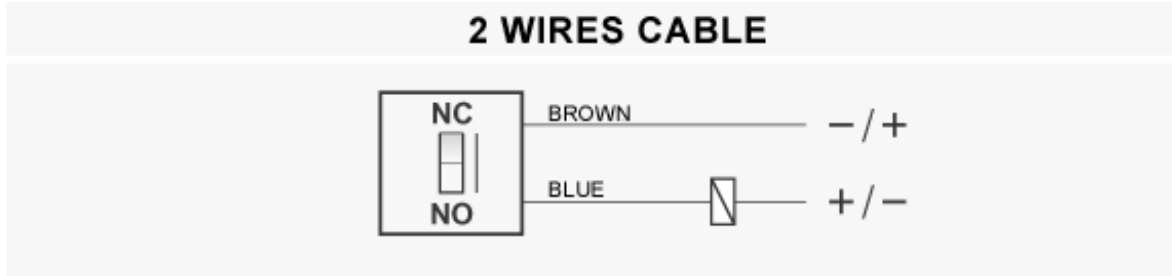 2 WIRES CABLE
NC
BROWN
−/+
BLUE
+/−
NO